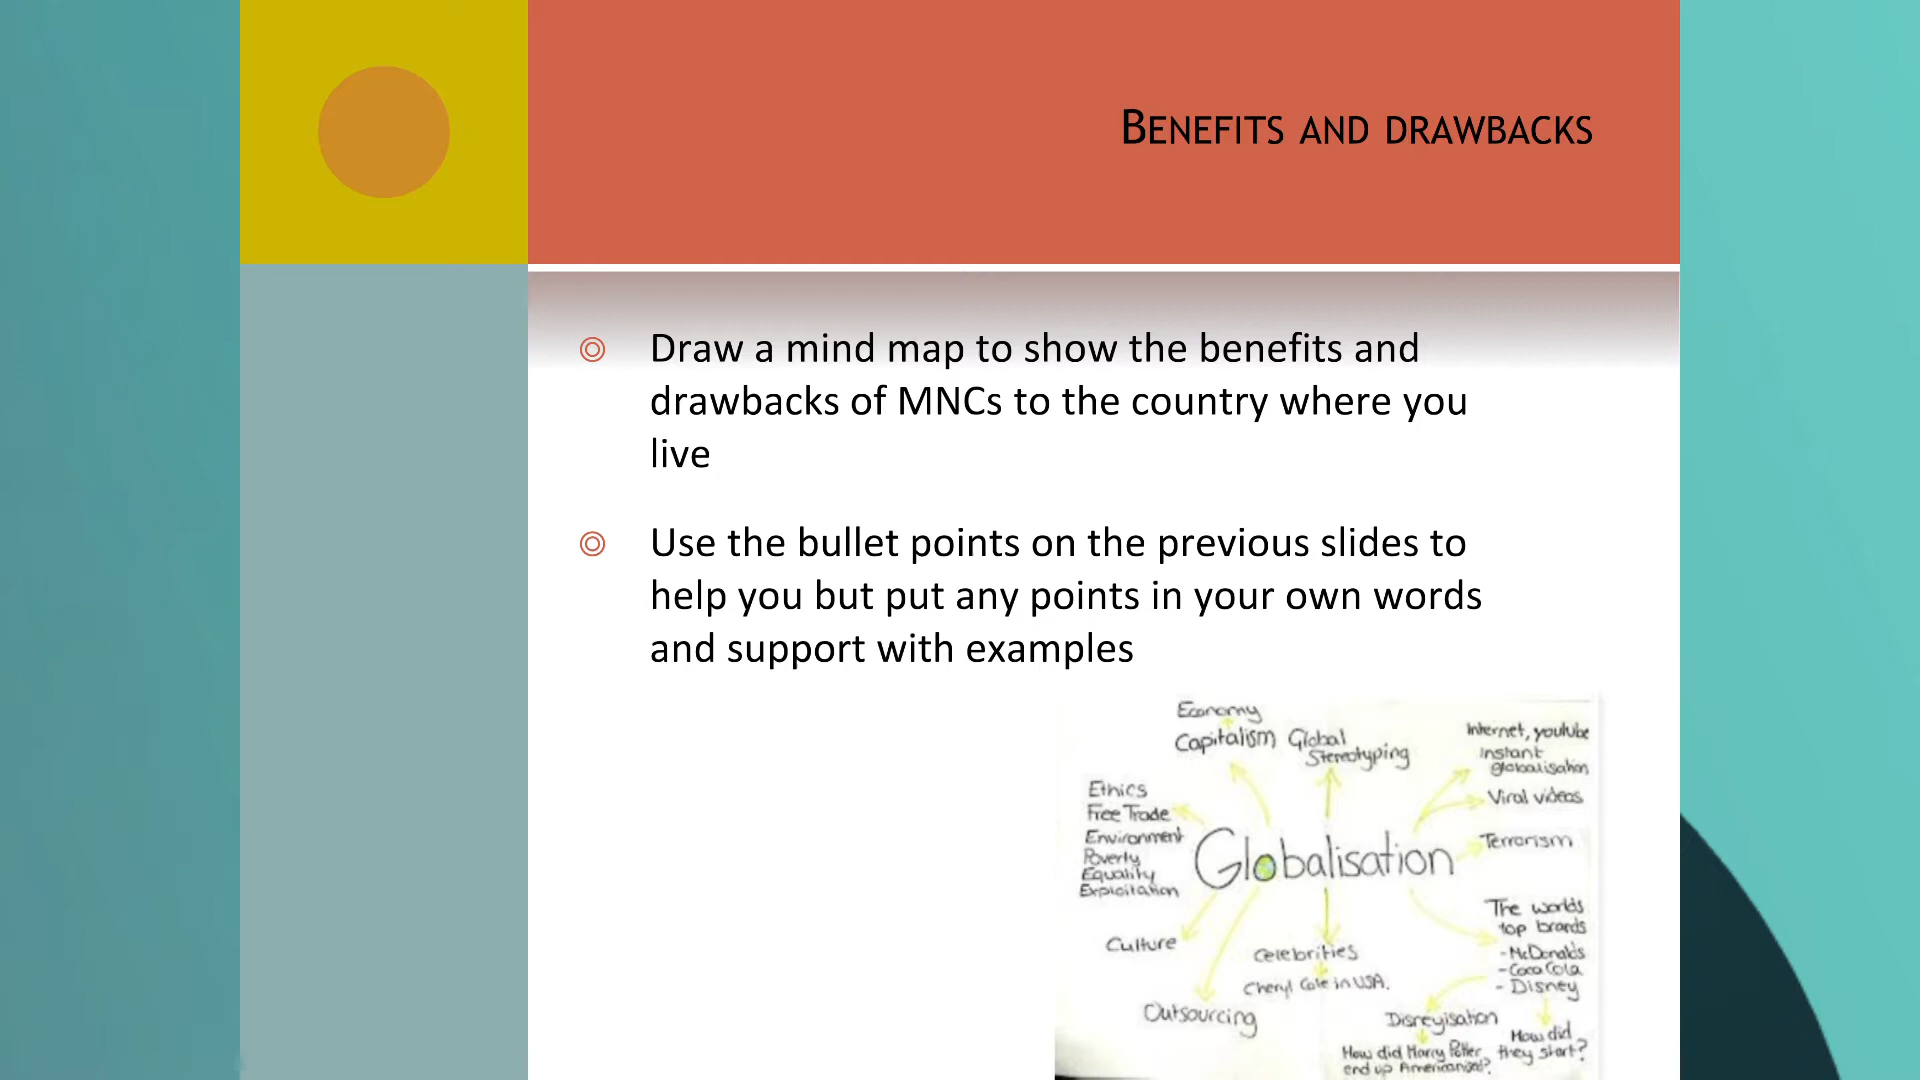 BENEFITS AND DRAWBACKS
Draw a mind map to show the benefits and
drawbacks of MNCs to the country where you
live
Use the bullet points on the previous slides to
help you but put any points in your own words
and support with examples
Economy
Capitalism
Global
Stereotyping
Internet, youtube
instant
globalisation
Viral videos
Ethics
Free Trade
Environment
Poverty
Equality
Exploitation
Globalisation
Terrorism
The worlds
top brands
- McDonalds
- Coca Cola
- Disney
Culture
Celebrities
Cheryl Cole in USA.
Outsourcing
Disneyisation
How did
they start?
How did Harry Potter
end up Americanised?